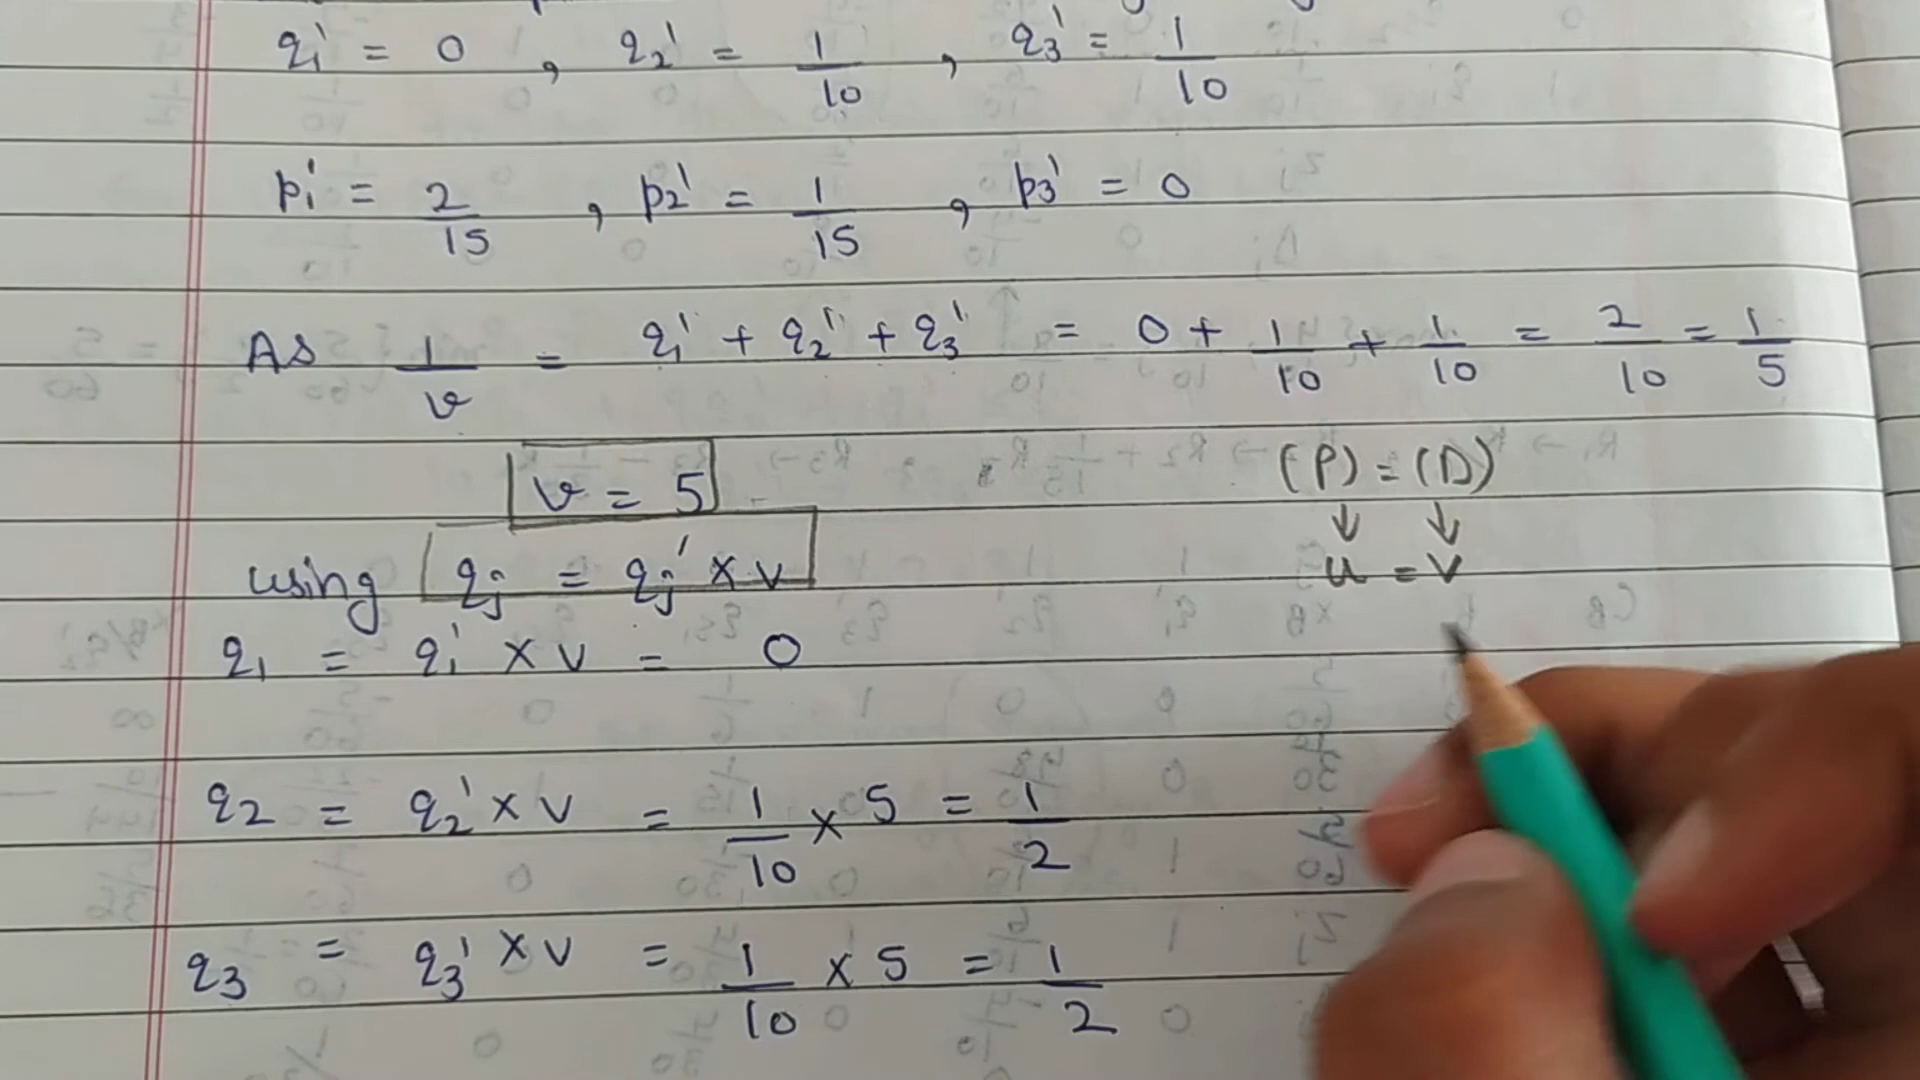 q₁' = 0 , q₂' = 1/10 , q₃' = 1/10
p₁' = 2/15 , p₂' = 1/15 , p₃' = 0
As 1/v = q₁' + q₂' + q₃' = 0 + 1/10 + 1/10 = 2/10 = 1/5
v = 5
(P) = (D)
↓ ↓
u = v
using qj = qj' × v
q₁ = q₁' × v = 0
q₂ = q₂' × v = 1/10 × 5 = 1/2
q₃ = q₃' × v = 1/10 × 5 = 1/2